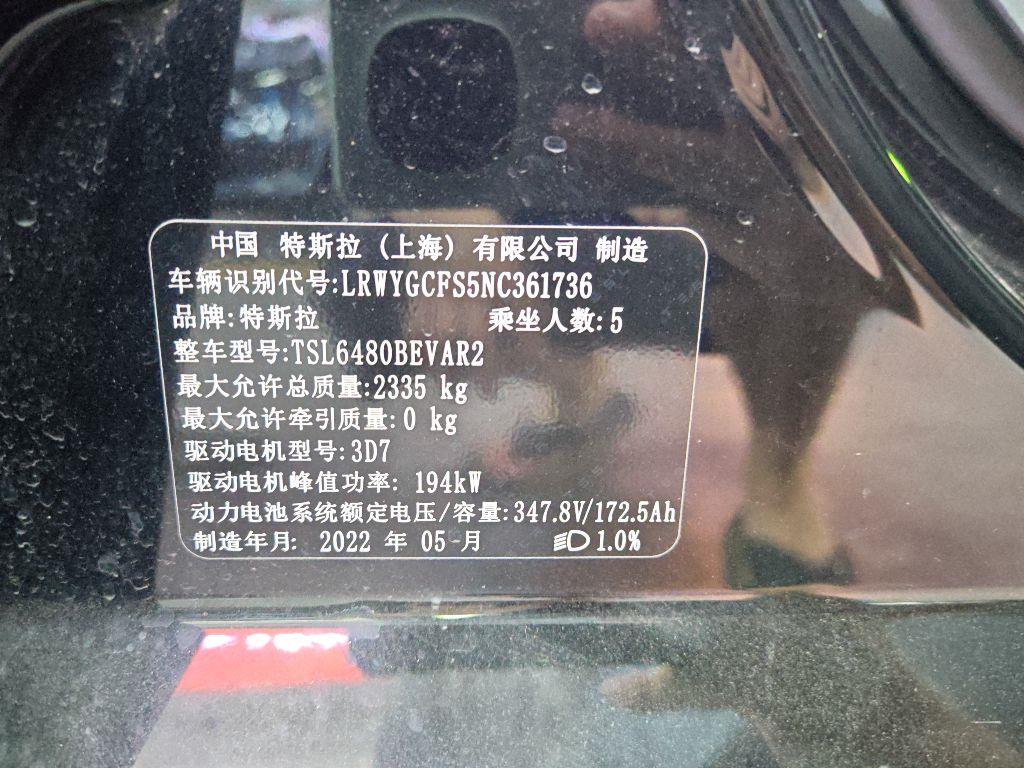 中国 特斯拉 (上海) 有限公司 制造
车辆识别代号:LRWYGCFS5NC361736
品牌:特斯拉 乘坐人数:5
整车型号:TSL6480BEVAR2
最大允许总质量:2335 kg
最大允许牵引质量:0 kg
驱动电机型号:3D7
驱动电机峰值功率: 194kW
动力电池系统额定电压/容量:347.8V/172.5Ah
制造年月: 2022 年 05 月 1.0%